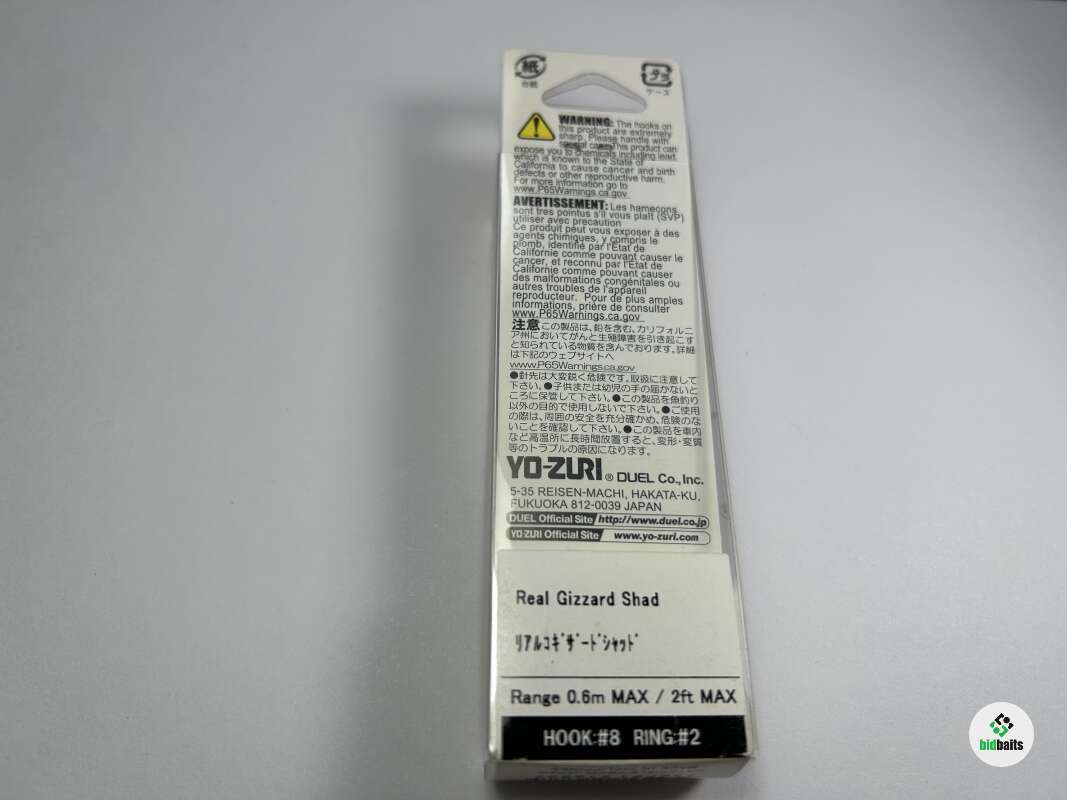 紙
台紙
プラ
ケース
WARNING: The hooks on
this product are extremely
sharp. Please handle with
special care. This product can
expose you to chemicals including lead,
which is known to the State of
California to cause cancer and birth
defects or other reproductive harm.
For more information go to
www.P65Warnings.ca.gov
AVERTISSEMENT: Les hamecons
sont tres pointus s'il vous plaît (SVP)
utiliser avec precaution
Ce produit peut vous exposer à des
agents chimiques, y compris le
plomb, identifié par l'État de
Californie comme pouvant causer le
cancer, et reconnu par l'État de
Californie comme pouvant causer
des malformations congénitales ou
autres troubles de l'appareil
reproducteur. Pour de plus amples
informations, prière de consulter
www.P65Warnings.ca.gov
注意 この製品は、鉛を含む、カリフォルニ
ア州においてがんと生殖障害を引き起こす
と知られている物質を含んでおります。詳細
は下記のウェブサイトへ
www.P65Warnings.ca.gov
●針先は大変鋭く危険です。取扱に注意して
下さい。●子供または幼児の手の届かないと
ころに保管して下さい。●この製品を魚釣り
以外の目的で使用しないで下さい。●ご使用
の際は、周囲の安全を充分確かめ、危険のな
いことを確認して下さい。●この製品を車内
など高温所に長時間放置すると、変形・変質
等のトラブルの原因になります。
YO-ZURI ® DUEL Co., Inc.
5-35 REISEN-MACHI, HAKATA-KU,
FUKUOKA 812-0039 JAPAN
DUEL Official Site http://www.duel.co.jp
YO-ZURI Official Site www.yo-zuri.com
Real Gizzard Shad
ﾘｱﾙｺｷﾞｻﾞｰﾄﾞｼｬｯﾄﾞ
Range 0.6m MAX / 2ft MAX
HOOK:#8 RING:#2
bidbaits